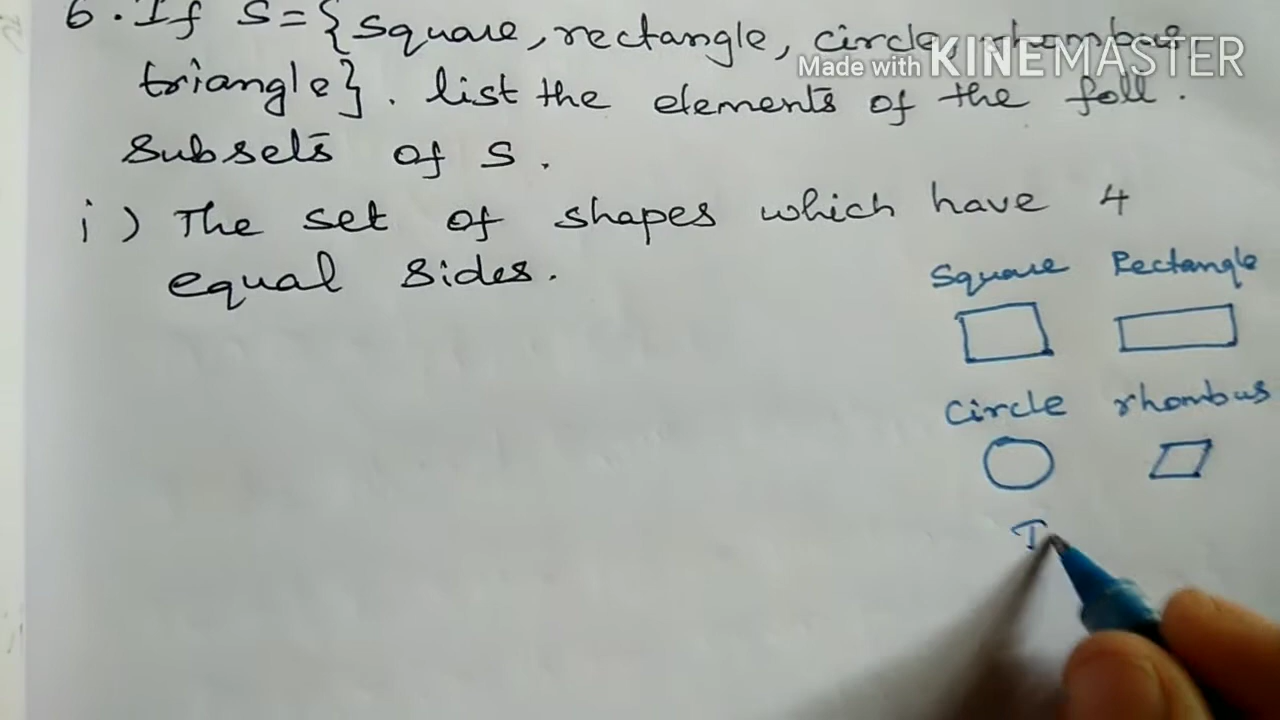 6. If S={square, rectangle, circle, rhombus
Made with KINEMASTER
triangle}. list the elements of the foll.
subsets of S.
i) The set of shapes which have 4
equal sides.
Square Rectangle
Circle rhombus
T